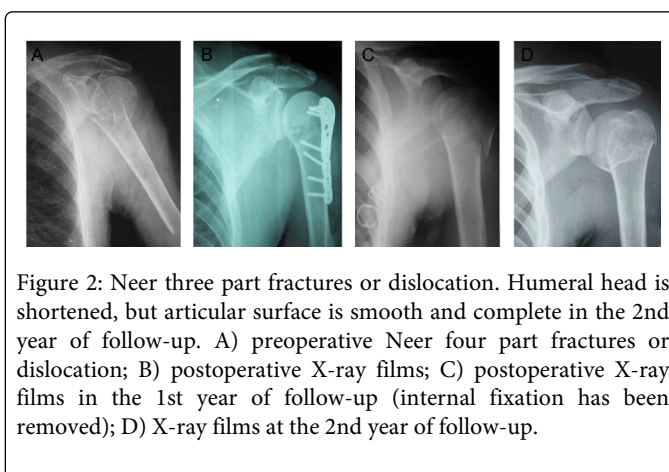 A B C D
Figure 2: Neer three part fractures or dislocation. Humeral head is
shortened, but articular surface is smooth and complete in the 2nd
year of follow-up. A) preoperative Neer four part fractures or
dislocation; B) postoperative X-ray films; C) postoperative X-ray
films in the 1st year of follow-up (internal fixation has been
removed); D) X-ray films at the 2nd year of follow-up.